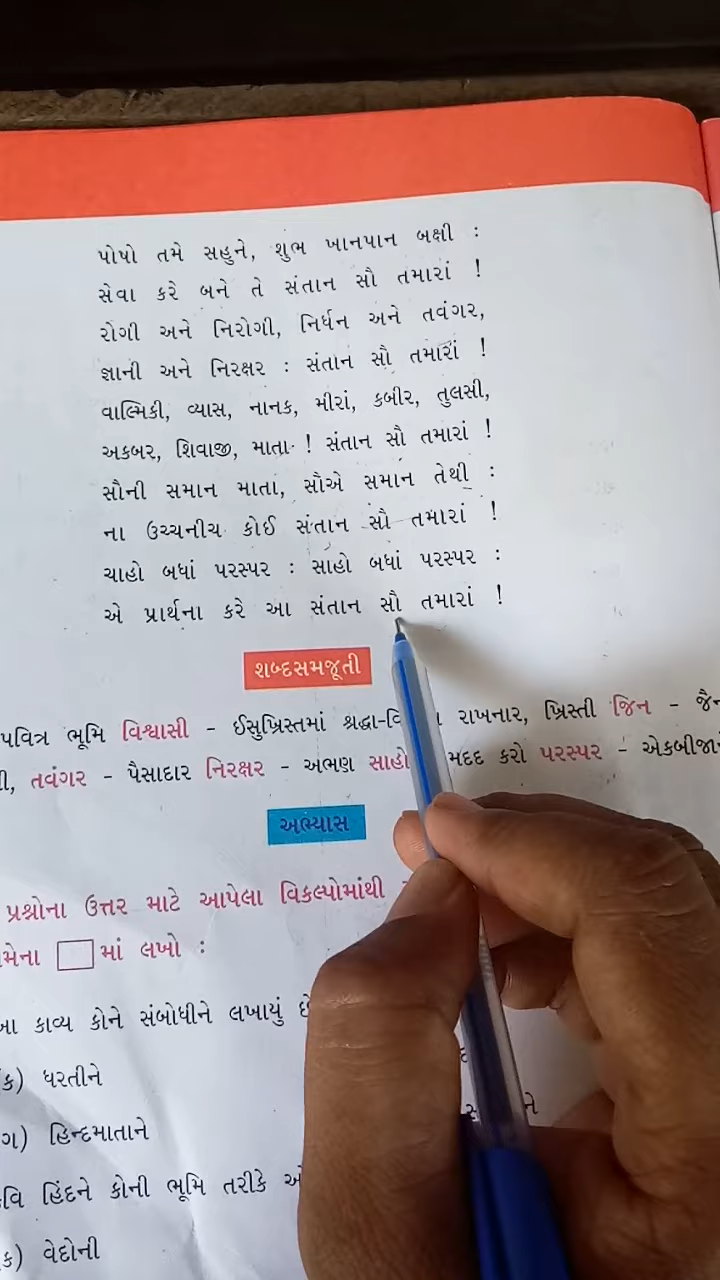 પોષો તમે સહુને, શુભ ખાનપાન બક્ષી :
સેવા કરે બને તે સંતાન સૌ તમારાં !
રોગી અને નિરોગી, નિર્ધન અને તવંગર,
જ્ઞાની અને નિરક્ષર : સંતાન સૌ તમારાં !
વાલ્મિકી, વ્યાસ, નાનક, મીરાં, કબીર, તુલસી,
અકબર, શિવાજી, માતા ! સંતાન સૌ તમારાં !
સૌની સમાન માતા, સૌએ સમાન તેથી :
ના ઉચ્ચનીચ કોઈ સંતાન સૌ તમારાં !
ચાહો બધાં પરસ્પર : સાહો બધાં પરસ્પર :
એ પ્રાર્થના કરે આ સંતાન સૌ તમારાં !
શબ્દસમજૂતી
પવિત્ર ભૂમિ વિશ્વાસી - ઈસુખ્રિસ્તમાં શ્રદ્ધા રાખનાર, ખ્રિસ્તી જિન -
તવંગર - પૈસાદાર નિરક્ષર - અભણ સાહો મદદ કરો પરસ્પર -
અભ્યાસ
પ્રશ્નોના ઉત્તર માટે આપેલા વિકલ્પોમાંથી
માં લખો :
કાવ્ય કોને સંબોધીને લખાયું
ક) ધરતીને
ગ) હિન્દમાતાને
હિંદને કોની ભૂમિ તરીકે
ક) વેદોની